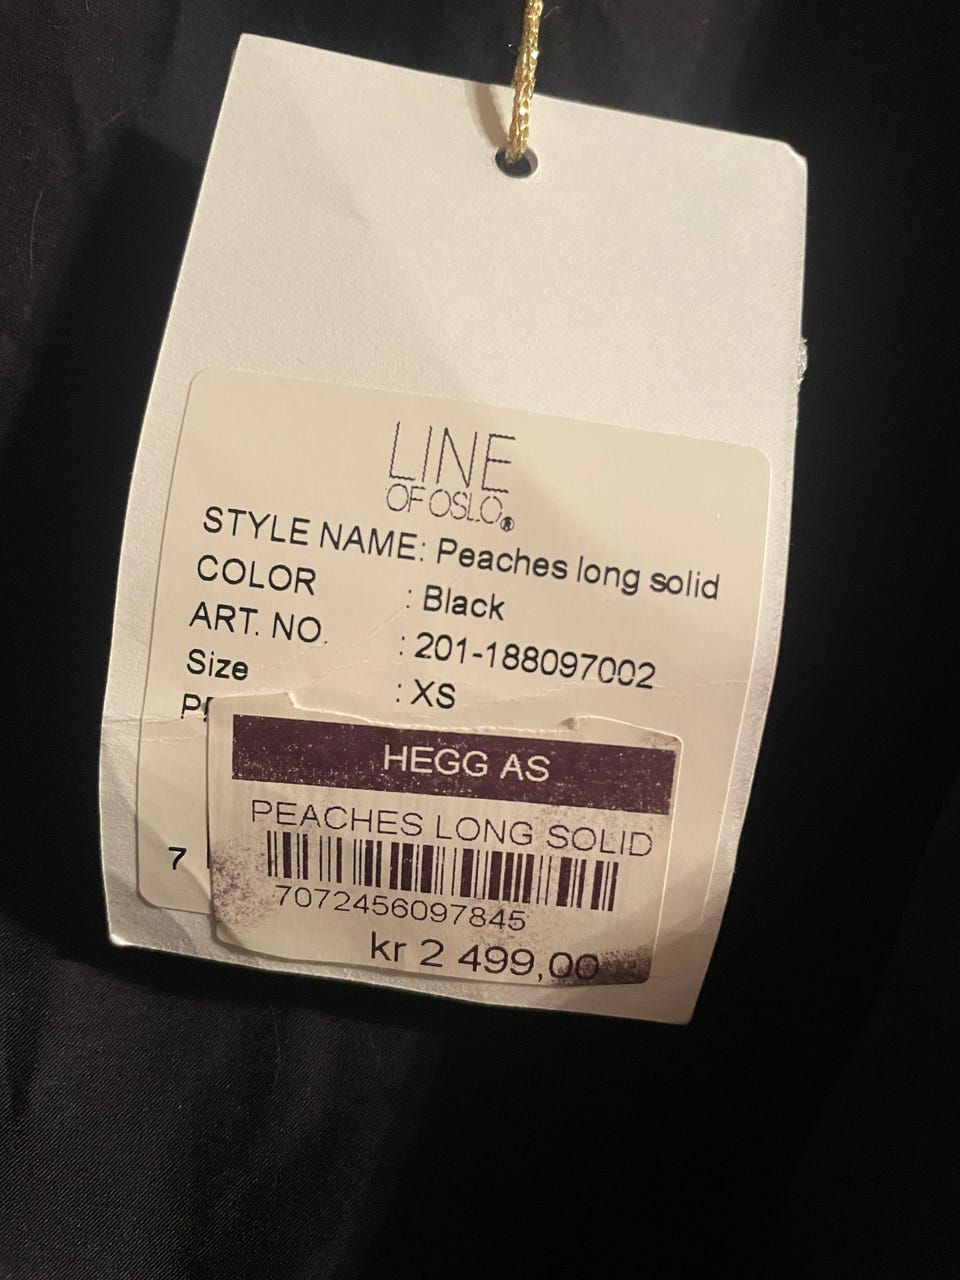 LINE
OF OSLO®
STYLE NAME: Peaches long solid
COLOR : Black
ART. NO. : 201-188097002
Size : XS
7
HEGG AS
PEACHES LONG SOLID
7072456097845
kr 2 499,00